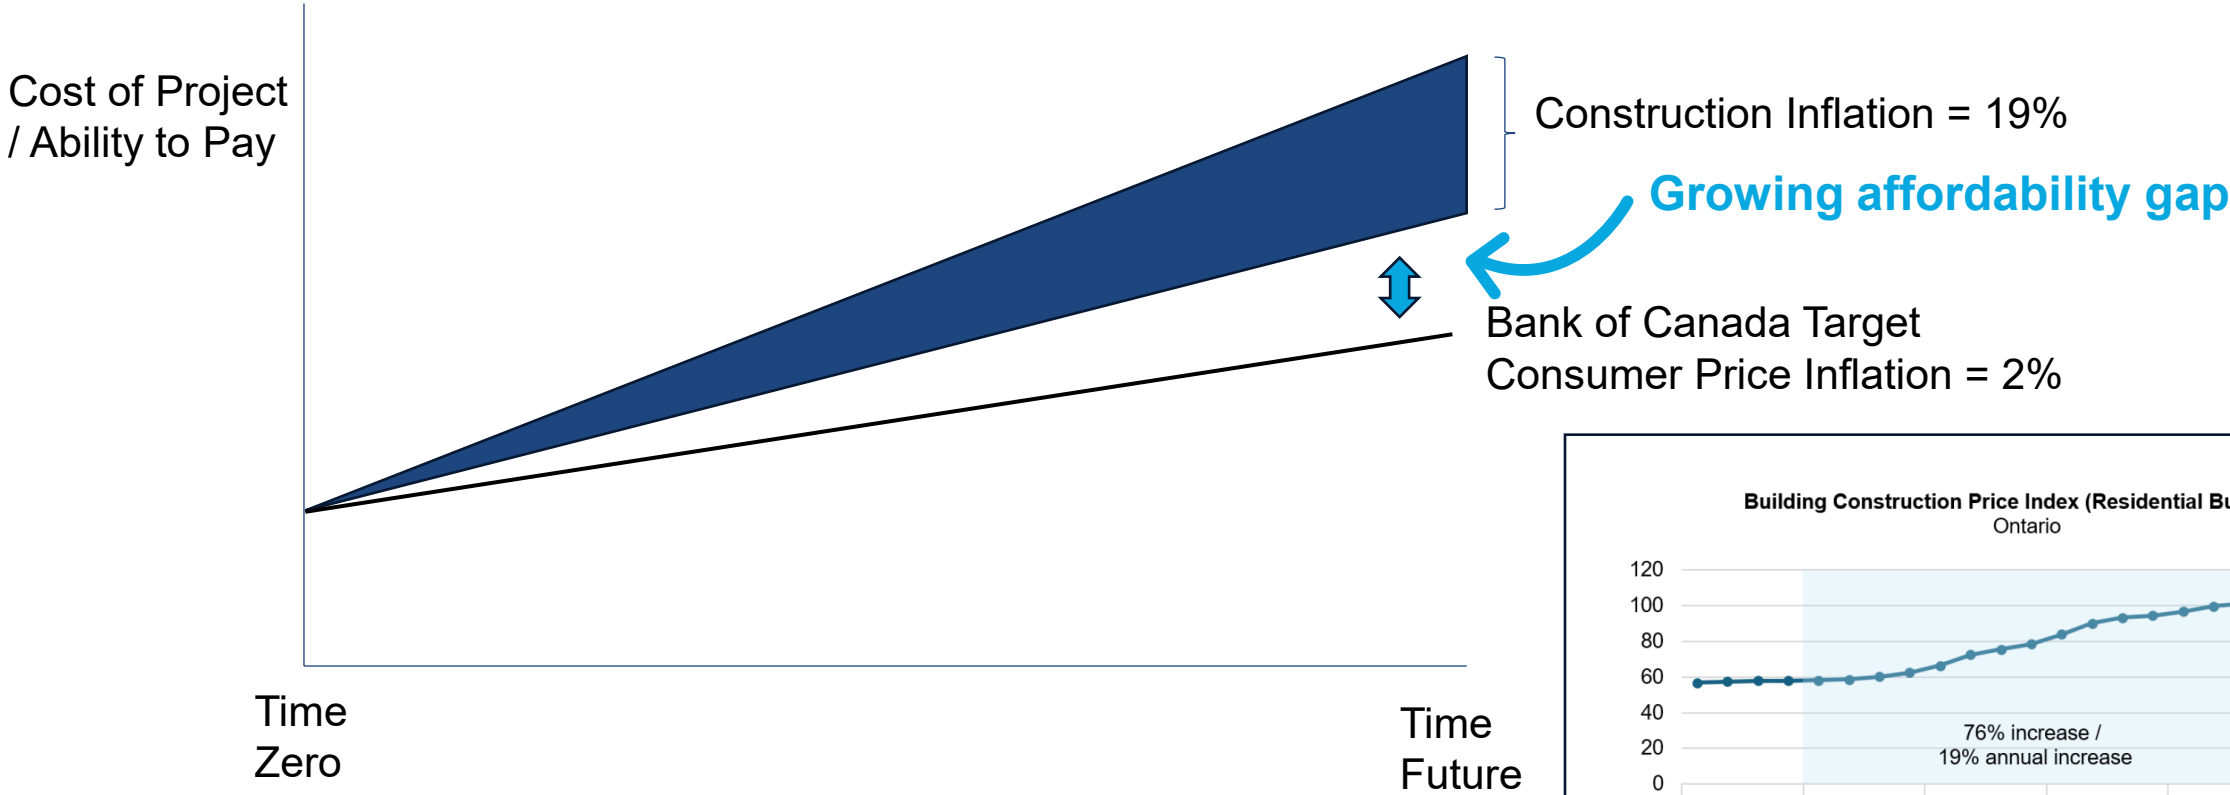 Cost of Project
/ Ability to Pay
Construction Inflation = 19%
Growing affordability gap
Bank of Canada Target
Consumer Price Inflation = 2%
Time
Zero
Time
Future
Building Construction Price Index (Residential Bu
Ontario
120
100
80
60
40
20
0
76% increase /
19% annual increase